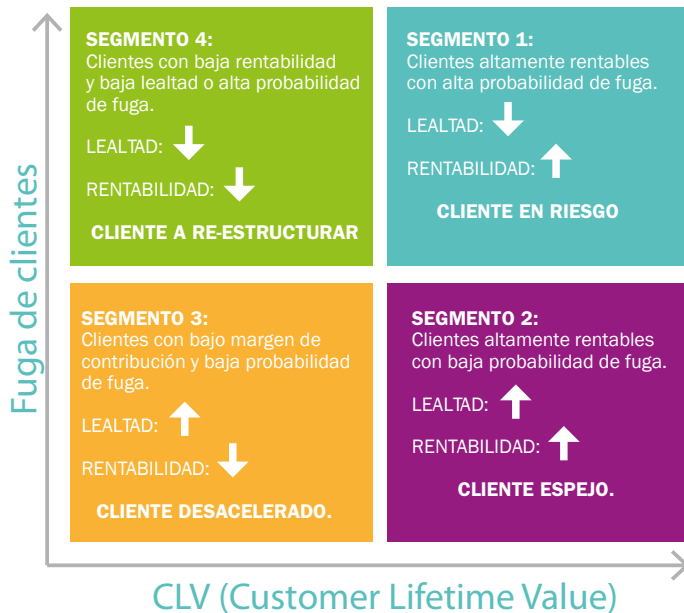 Fuga de clientes
SEGMENTO 4:
Clientes con baja rentabilidad
y baja lealtad o alta probabilidad
de fuga.
LEALTAD:
RENTABILIDAD:
CLIENTE A RE-ESTRUCTURAR
SEGMENTO 1:
Clientes altamente rentables
con alta probabilidad de fuga.
LEALTAD:
RENTABILIDAD:
CLIENTE EN RIESGO
SEGMENTO 3:
Clientes con bajo margen de
contribución y baja probabilidad
de fuga.
LEALTAD:
RENTABILIDAD:
CLIENTE DESACELERADO.
SEGMENTO 2:
Clientes altamente rentables
con baja probabilidad de fuga.
LEALTAD:
RENTABILIDAD:
CLIENTE ESPEJO.
CLV (Customer Lifetime Value)